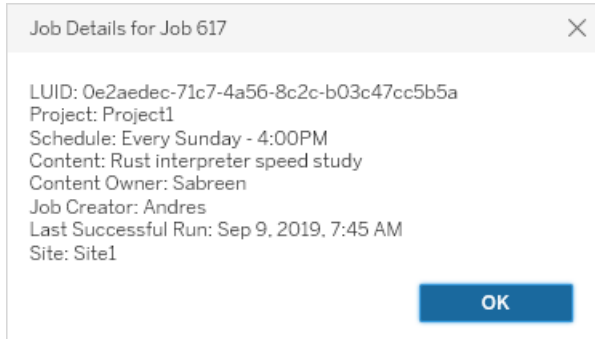 Job Details for Job 617
LUID: 0e2aedec-71c7-4a56-8c2c-b03c47cc5b5a
Project: Project1
Schedule: Every Sunday - 4:00PM
Content: Rust interpreter speed study
Content Owner: Sabreen
Job Creator: Andres
Last Successful Run: Sep 9, 2019, 7:45 AM
Site: Site1
OK